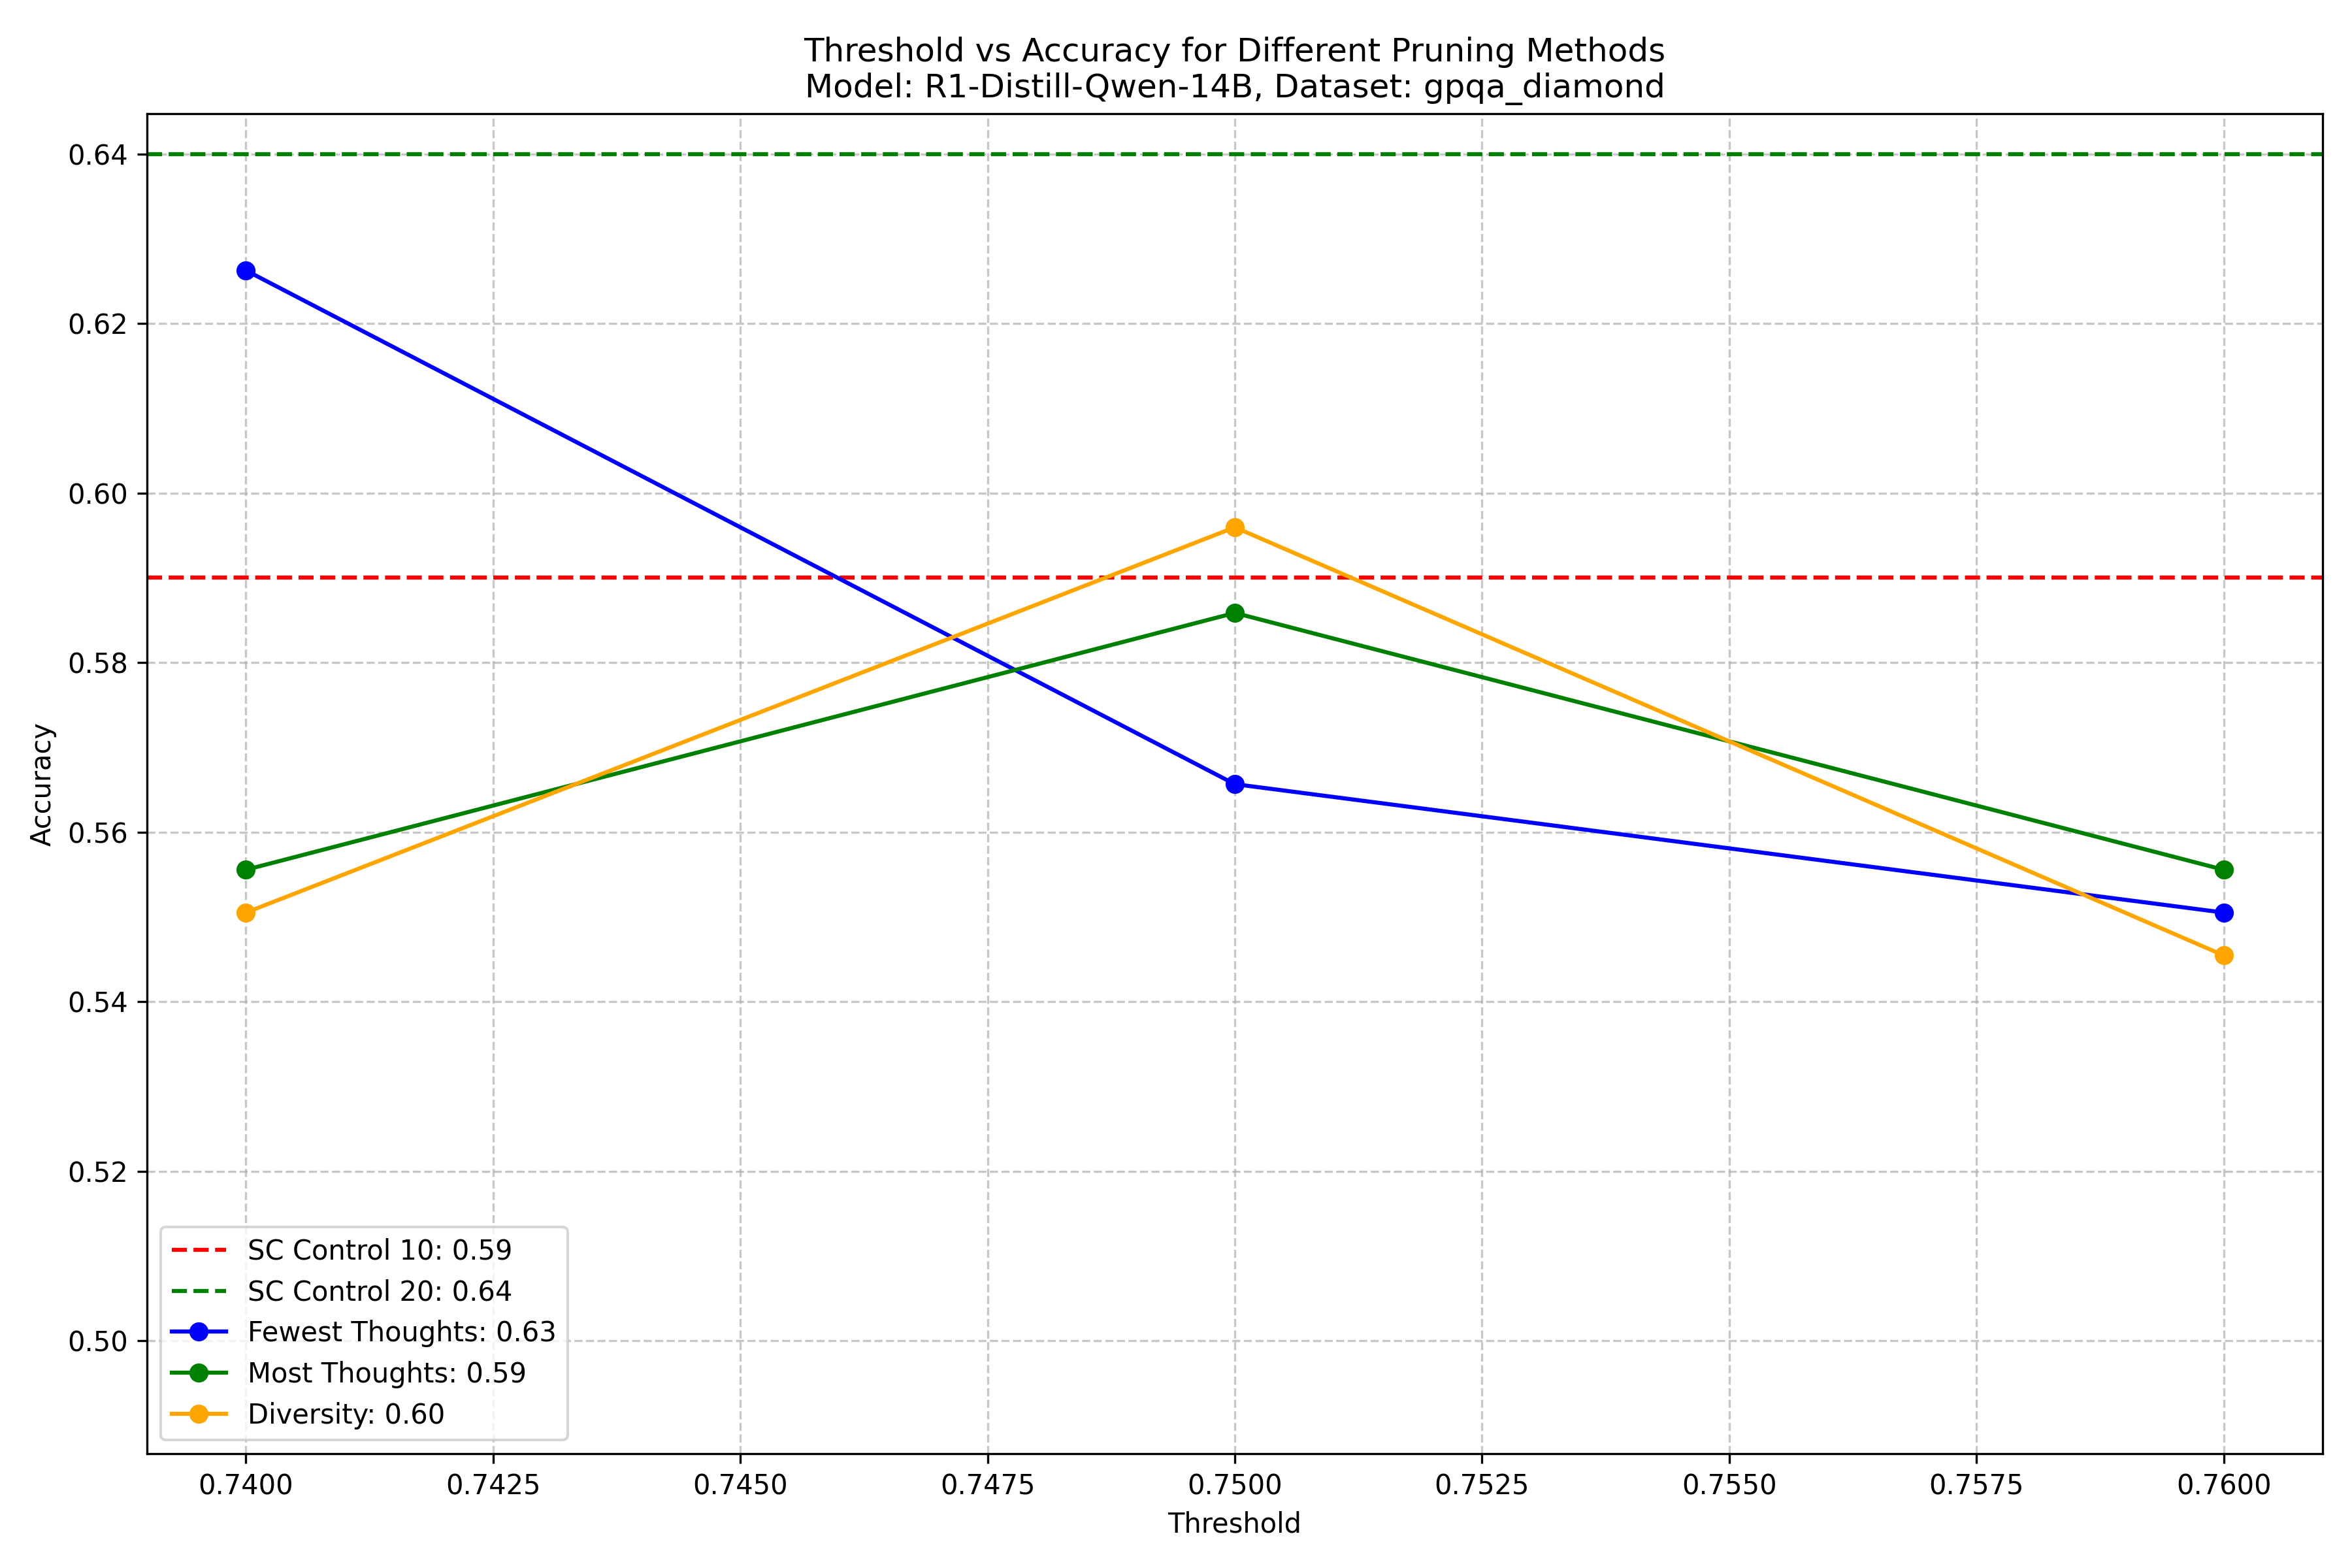 Threshold vs Accuracy for Different Pruning Methods
Model: R1-Distill-Qwen-14B, Dataset: gpqa_diamond
Accuracy
0.64
0.62
0.60
0.58
0.56
0.54
0.52
0.50
SC Control 10: 0.59
SC Control 20: 0.64
Fewest Thoughts: 0.63
Most Thoughts: 0.59
Diversity: 0.60
0.7400 0.7425 0.7450 0.7475 0.7500 0.7525 0.7550 0.7575 0.7600
Threshold